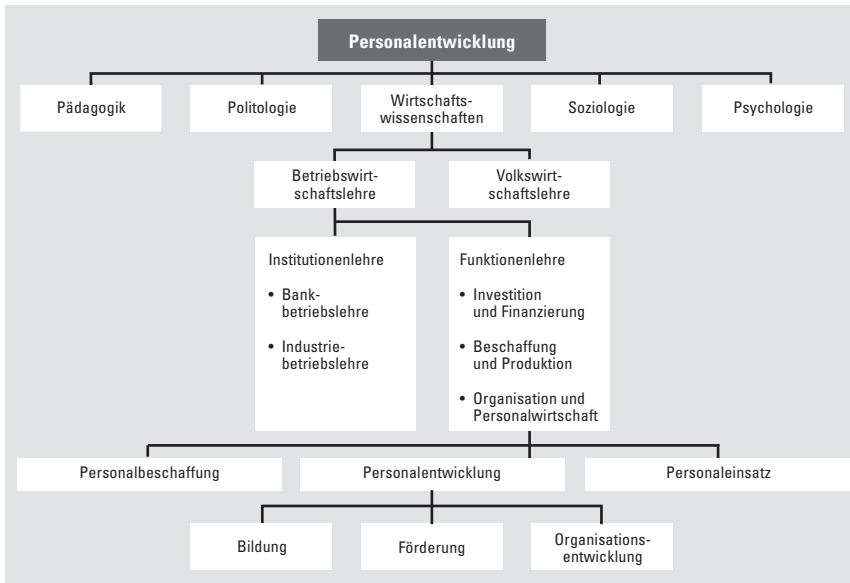 Personalentwicklung
Pädagogik
Politologie
Wirtschafts-
wissenschaften
Soziologie
Psychologie
Betriebswirt-
schaftslehre
Volkswirt-
schaftslehre
Institutionenlehre
• Bank-
betriebslehre
• Industrie-
betriebslehre
Funktionenlehre
• Investition
und Finanzierung
• Beschaffung
und Produktion
• Organisation und
Personalwirtschaft
Personalbeschaffung
Personalentwicklung
Personaleinsatz
Bildung
Förderung
Organisations-
entwicklung